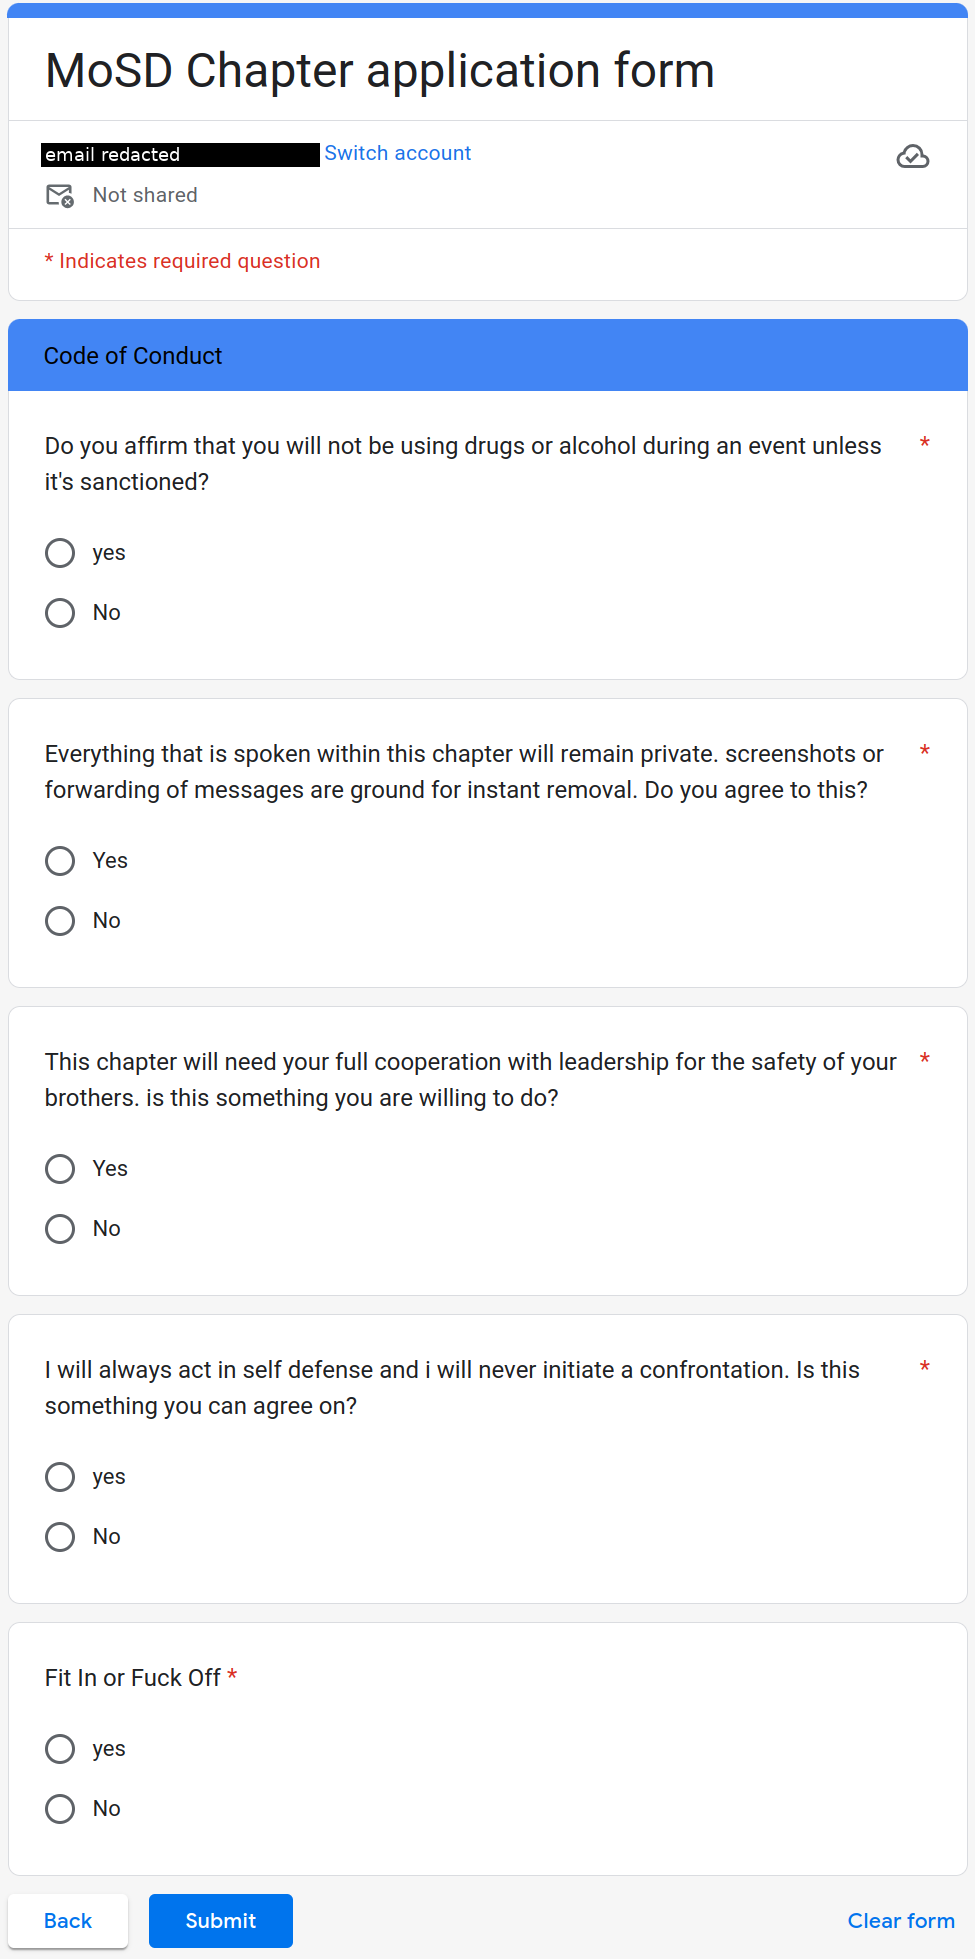 MoSD Chapter application form
email redacted Switch account
Not shared
* Indicates required question
Code of Conduct
Do you affirm that you will not be using drugs or alcohol during an event unless *
it's sanctioned?
yes
No
Everything that is spoken within this chapter will remain private. screenshots or *
forwarding of messages are ground for instant removal. Do you agree to this?
Yes
No
This chapter will need your full cooperation with leadership for the safety of your *
brothers. is this something you are willing to do?
Yes
No
I will always act in self defense and i will never initiate a confrontation. Is this *
something you can agree on?
yes
No
Fit In or Fuck Off *
yes
No
Back Submit Clear form